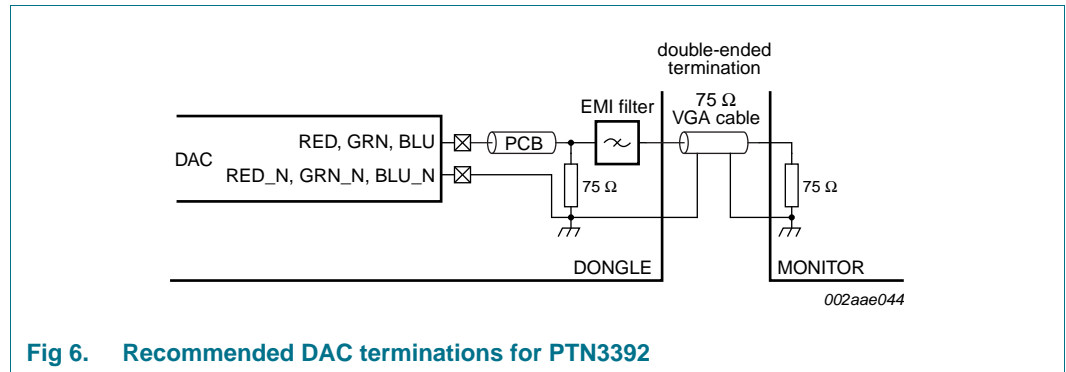 double-ended
termination
75 Ω
VGA cable
EMI filter
RED, GRN, BLU
PCB
DAC
RED_N, GRN_N, BLU_N
75 Ω
75 Ω
DONGLE
MONITOR
002aae044
Fig 6. Recommended DAC terminations for PTN3392